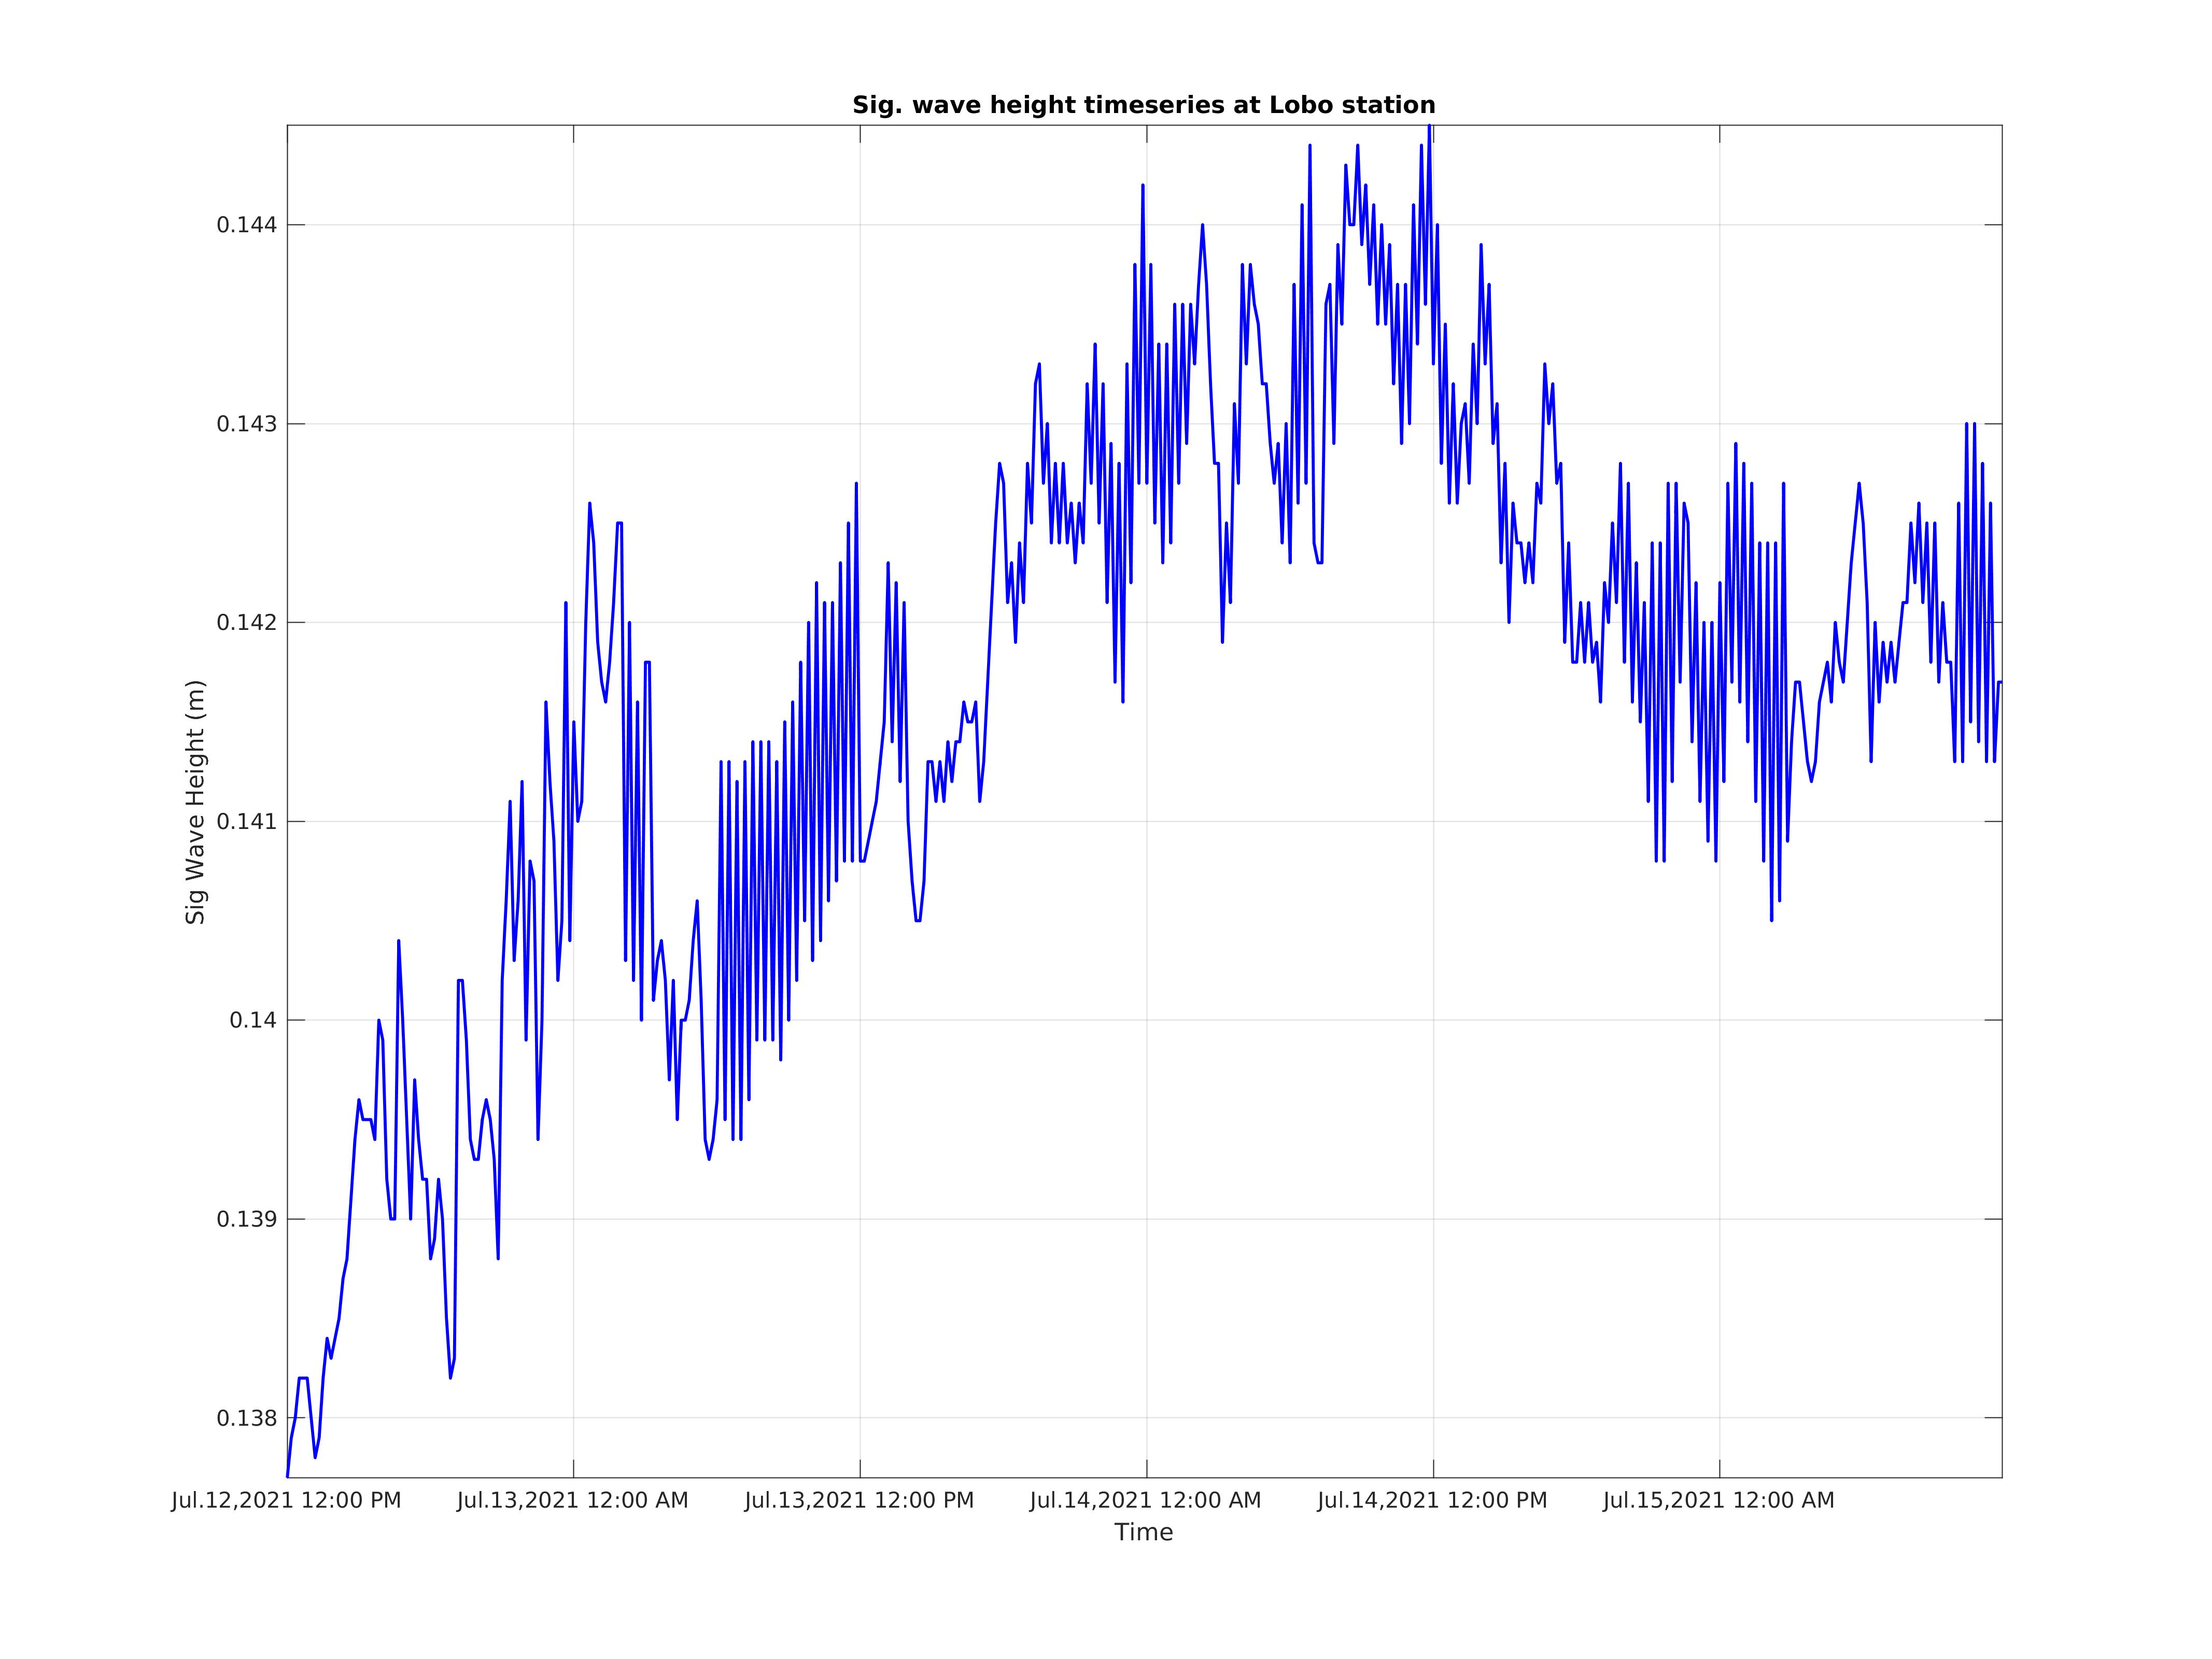 Sig. wave height timeseries at Lobo station
0.144
0.143
0.142
0.141
0.14
0.139
0.138
Sig Wave Height (m)
Jul.12,2021 12:00 PM Jul.13,2021 12:00 AM Jul.13,2021 12:00 PM Jul.14,2021 12:00 AM Jul.14,2021 12:00 PM Jul.15,2021 12:00 AM
Time